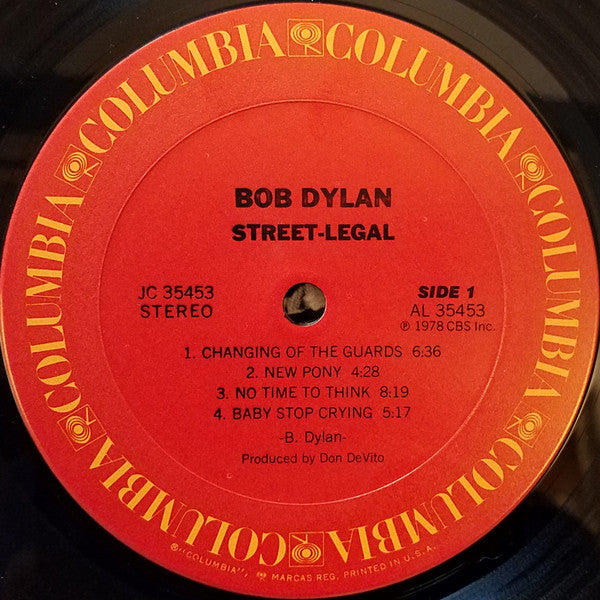 COLUMBIA COLUMBIA COLUMBIA COLUMBIA COLUMBIA COLUMBIA COLUMBIA COLUMBIA
BOB DYLAN
STREET-LEGAL
JC 35453
STEREO
SIDE 1
AL 35453
℗ 1978 CBS Inc.
1. CHANGING OF THE GUARDS 6:36
2. NEW PONY 4:28
3. NO TIME TO THINK 8:19
4. BABY STOP CRYING 5:17
-B. Dylan-
Produced by Don DeVito
®"COLUMBIA", MARCAS REG. PRINTED IN U.S.A.